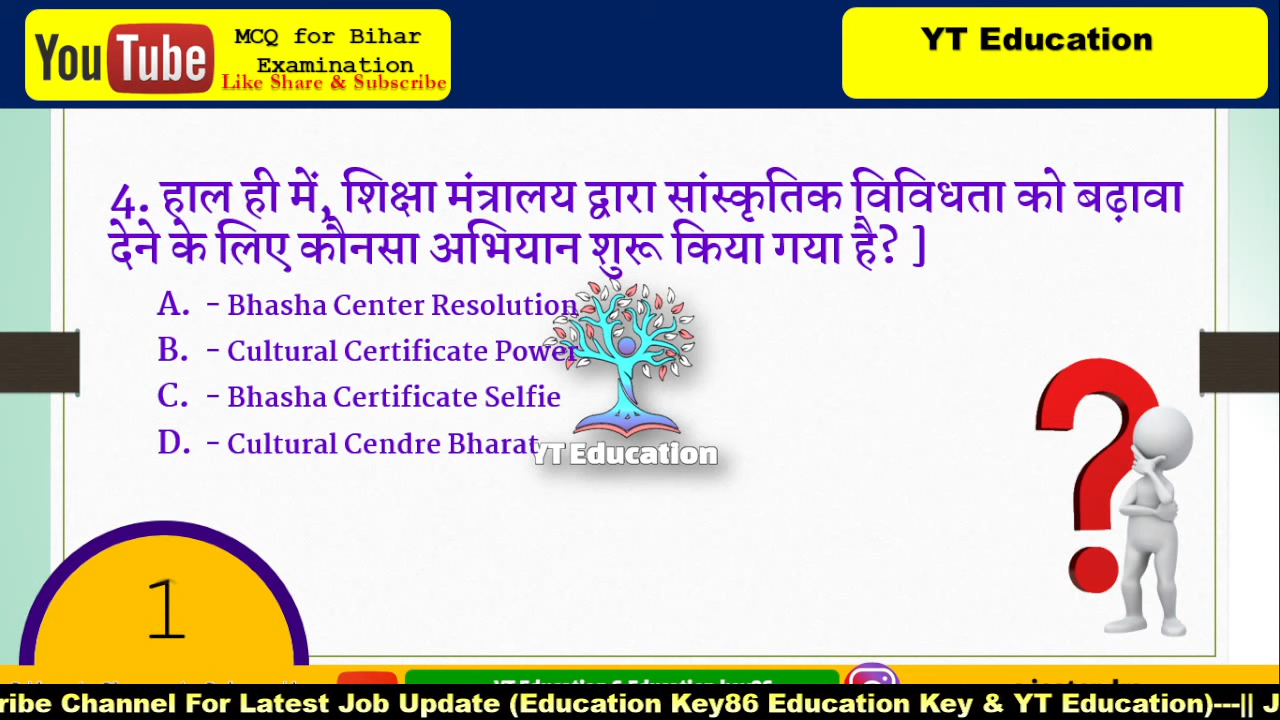 You Tube
MCQ for Bihar
Examination
Like Share & Subscribe
YT Education
4. हाल ही में, शिक्षा मंत्रालय द्वारा सांस्कृतिक विविधता को बढ़ावा
देने के लिए कौनसा अभियान शुरू किया गया है? ]
A. - Bhasha Center Resolution
B. - Cultural Certificate Power
C. - Bhasha Certificate Selfie
D. - Cultural Cendre Bharat
YT Education
1
ribe Channel For Latest Job Update (Education Key86 Education Key & YT Education)---|| J